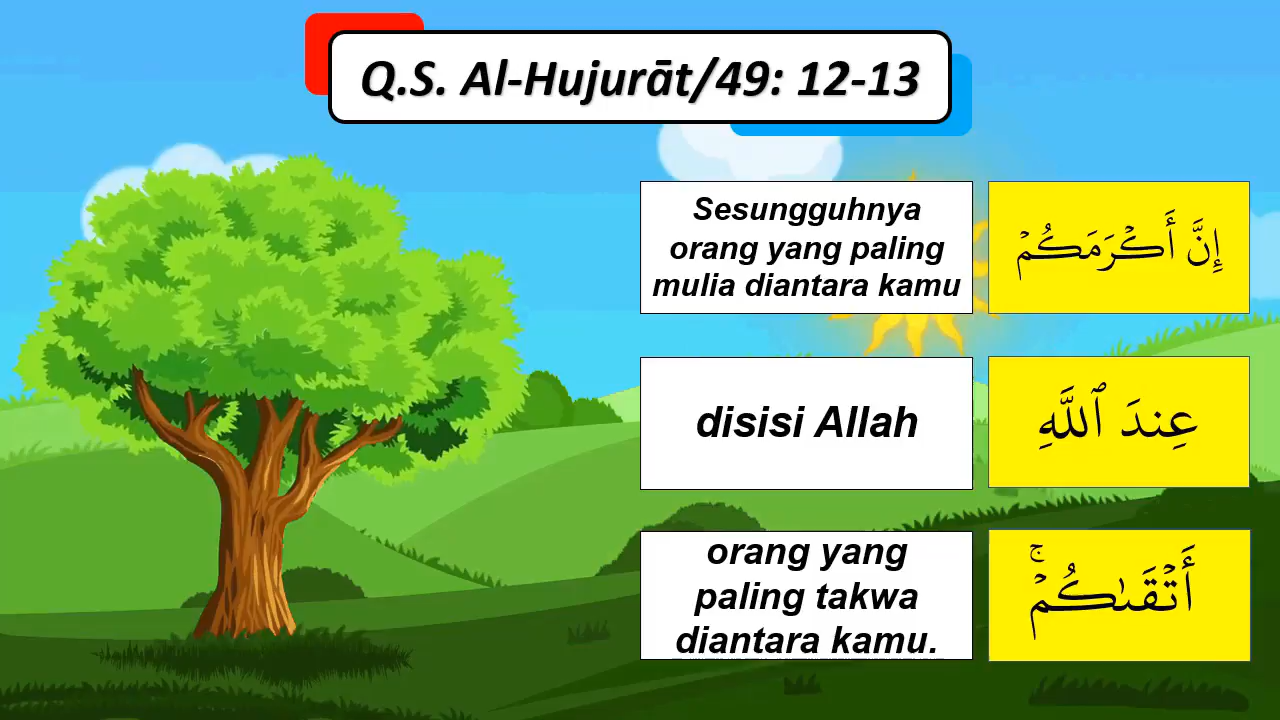 Q.S. Al-Hujurāt/49: 12-13
Sesungguhnya
orang yang paling
mulia diantara kamu
إِنَّ أَكۡرَمَكُمۡ
disisi Allah
عِندَ ٱللَّهِ
orang yang
paling takwa
diantara kamu.
أَتۡقَىٰكُمۡۚ